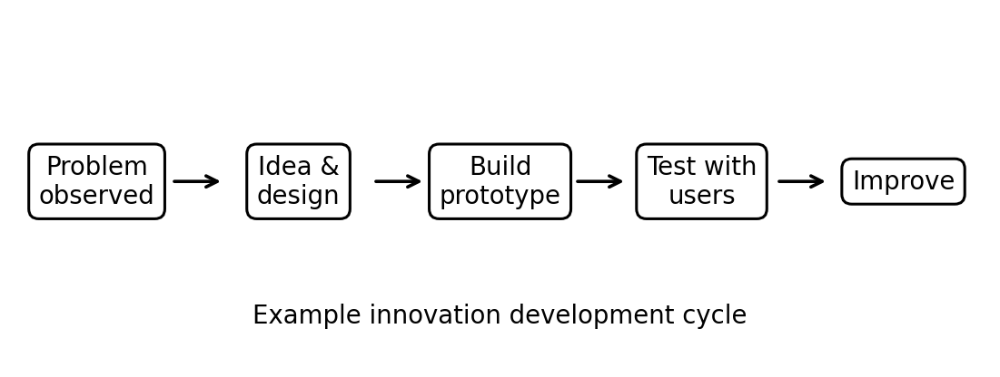 Problem
observed
Idea &
design
Build
prototype
Test with
users
Improve
Example innovation development cycle